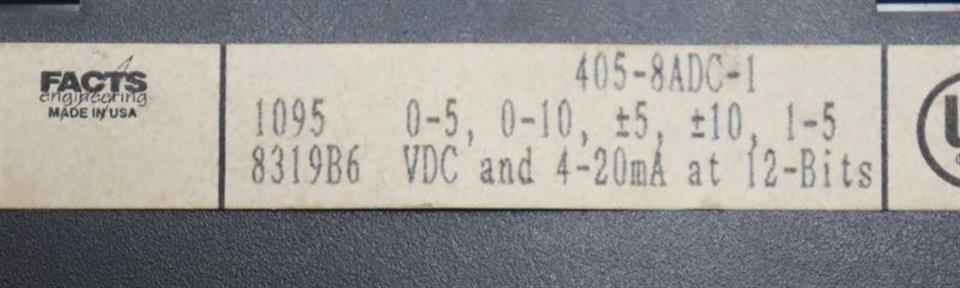 FACTS
engineering
MADE IN USA
405-8ADC-1
1095 0-5, 0-10, ±5, ±10, 1-5
8319B6 VDC and 4-20mA at 12-Bits